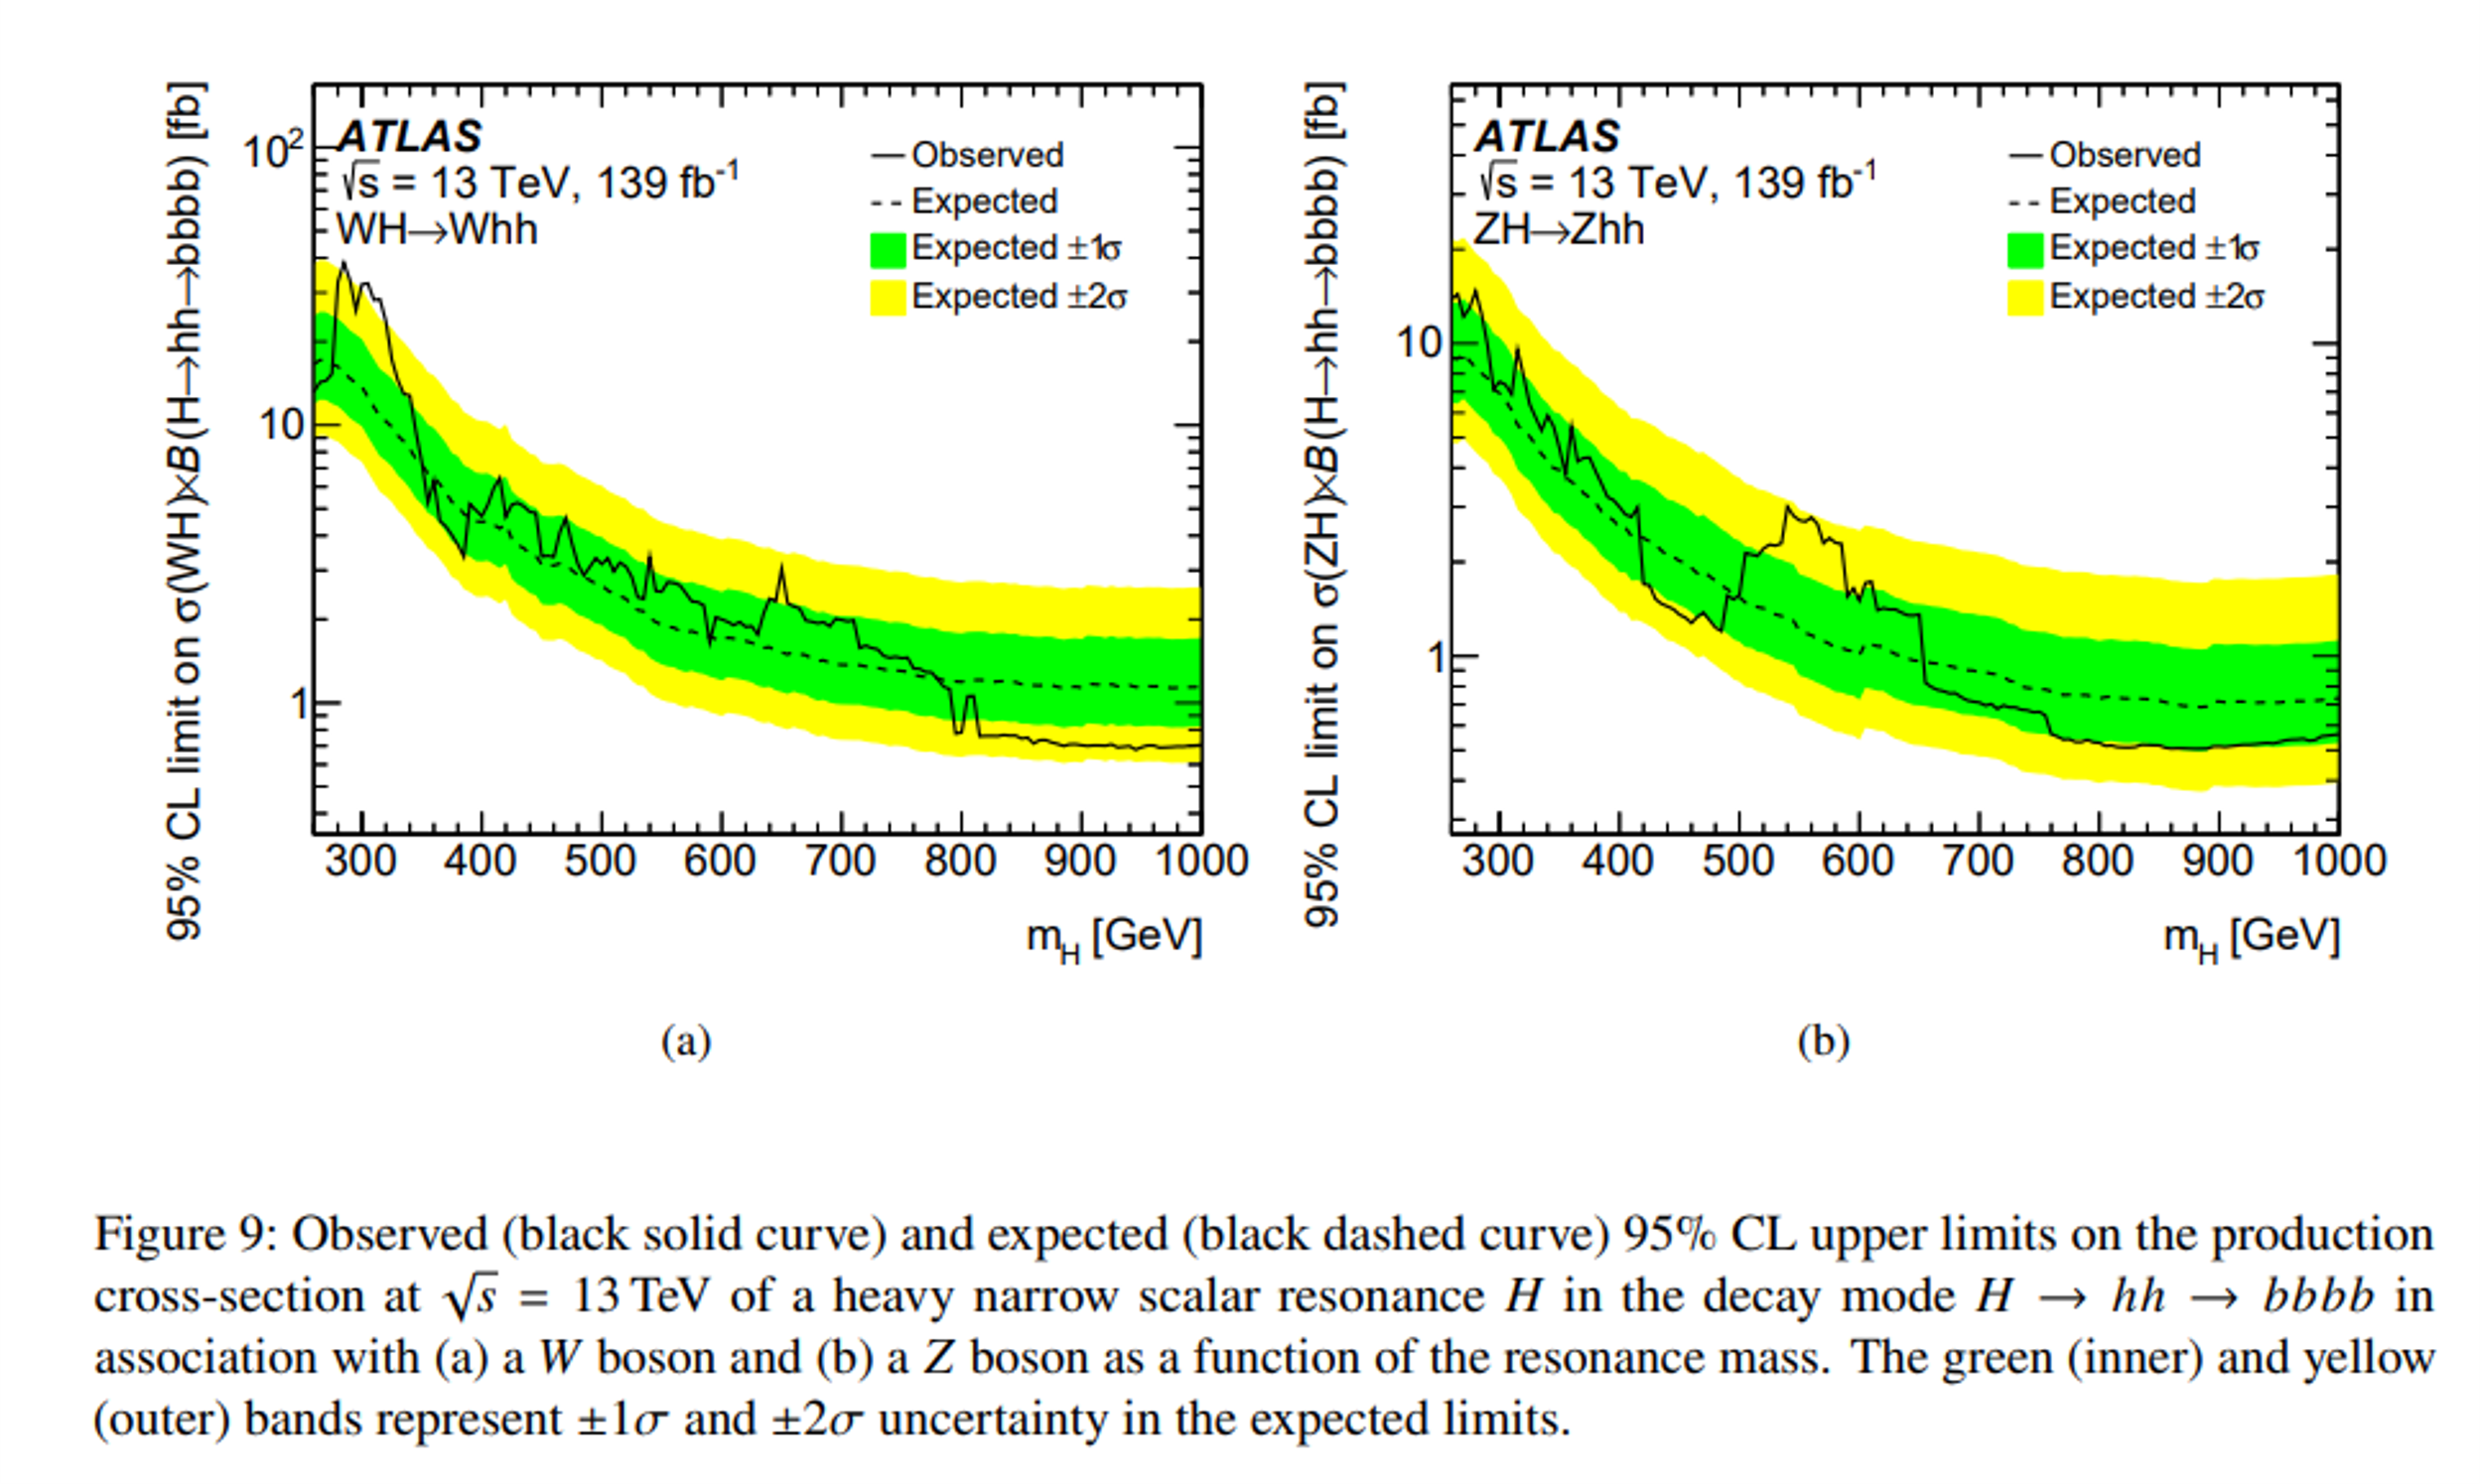 95% CL limit on σ(WH)×B(H→hh→bbbb) [fb]
10²
10
1
ATLAS
√s = 13 TeV, 139 fb⁻¹
WH→Whh
Observed
Expected
Expected ±1σ
Expected ±2σ
300 400 500 600 700 800 900 1000
m_H [GeV]
(a)
95% CL limit on σ(ZH)×B(H→hh→bbbb) [fb]
10
1
ATLAS
√s = 13 TeV, 139 fb⁻¹
ZH→Zhh
Observed
Expected
Expected ±1σ
Expected ±2σ
300 400 500 600 700 800 900 1000
m_H [GeV]
(b)
Figure 9: Observed (black solid curve) and expected (black dashed curve) 95% CL upper limits on the production
cross-section at √s = 13 TeV of a heavy narrow scalar resonance H in the decay mode H → hh → bbbb in
association with (a) a W boson and (b) a Z boson as a function of the resonance mass. The green (inner) and yellow
(outer) bands represent ±1σ and ±2σ uncertainty in the expected limits.